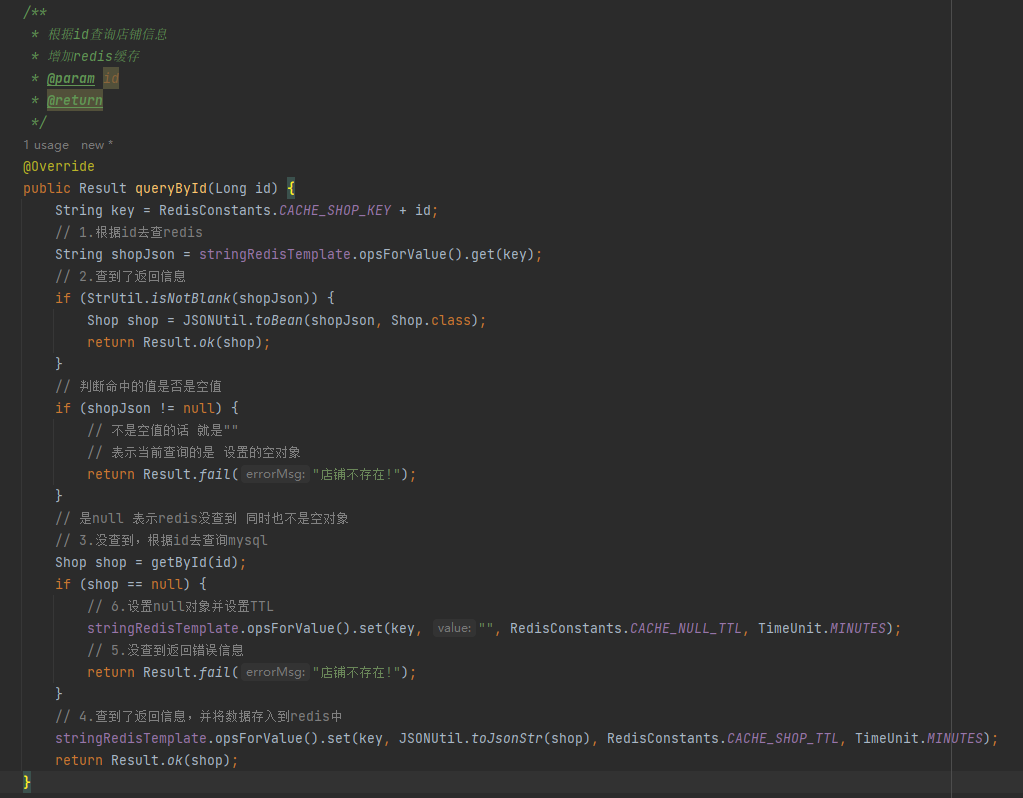 /**
 * 根据id查询店铺信息
 * 增加redis缓存
 * @param id
 * @return
 */
1 usage   new *
@Override
public Result queryById(Long id) {
    String key = RedisConstants.CACHE_SHOP_KEY + id;
    // 1.根据id去查redis
    String shopJson = stringRedisTemplate.opsForValue().get(key);
    // 2.查到了返回信息
    if (StrUtil.isNotBlank(shopJson)) {
        Shop shop = JSONUtil.toBean(shopJson, Shop.class);
        return Result.ok(shop);
    }
    // 判断命中的值是否是空值
    if (shopJson != null) {
        // 不是空值的话 就是""
        // 表示当前查询的是 设置的空对象
        return Result.fail( errorMsg: "店铺不存在!");
    }
    // 是null 表示redis没查到 同时也不是空对象
    // 3.没查到，根据id去查询mysql
    Shop shop = getById(id);
    if (shop == null) {
        // 6.设置null对象并设置TTL
        stringRedisTemplate.opsForValue().set(key, value: "", RedisConstants.CACHE_NULL_TTL, TimeUnit.MINUTES);
        // 5.没查到返回错误信息
        return Result.fail( errorMsg: "店铺不存在!");
    }
    // 4.查到了返回信息，并将数据存入到redis中
    stringRedisTemplate.opsForValue().set(key, JSONUtil.toJsonStr(shop), RedisConstants.CACHE_SHOP_TTL, TimeUnit.MINUTES);
    return Result.ok(shop);
}